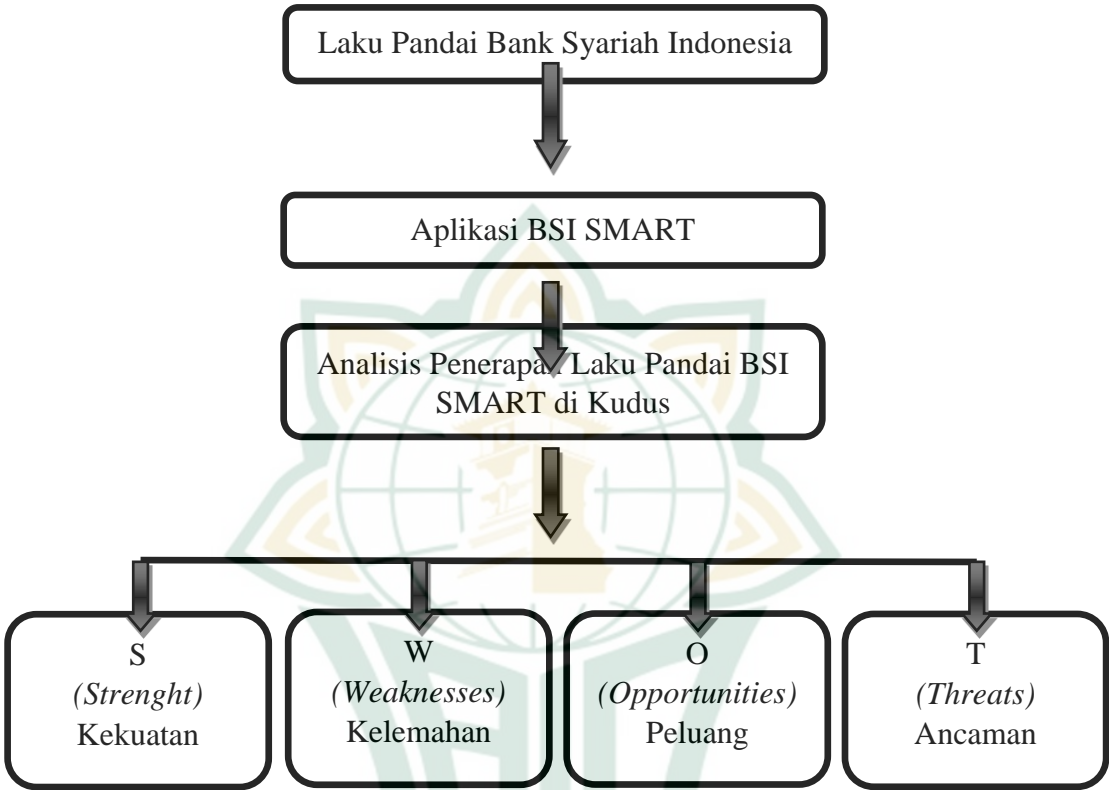 Laku Pandai Bank Syariah Indonesia
Aplikasi BSI SMART
Analisis Penerapan Laku Pandai BSI
SMART di Kudus
S
(Strenght)
Kekuatan
W
(Weaknesses)
Kelemahan
O
(Opportunities)
Peluang
T
(Threats)
Ancaman